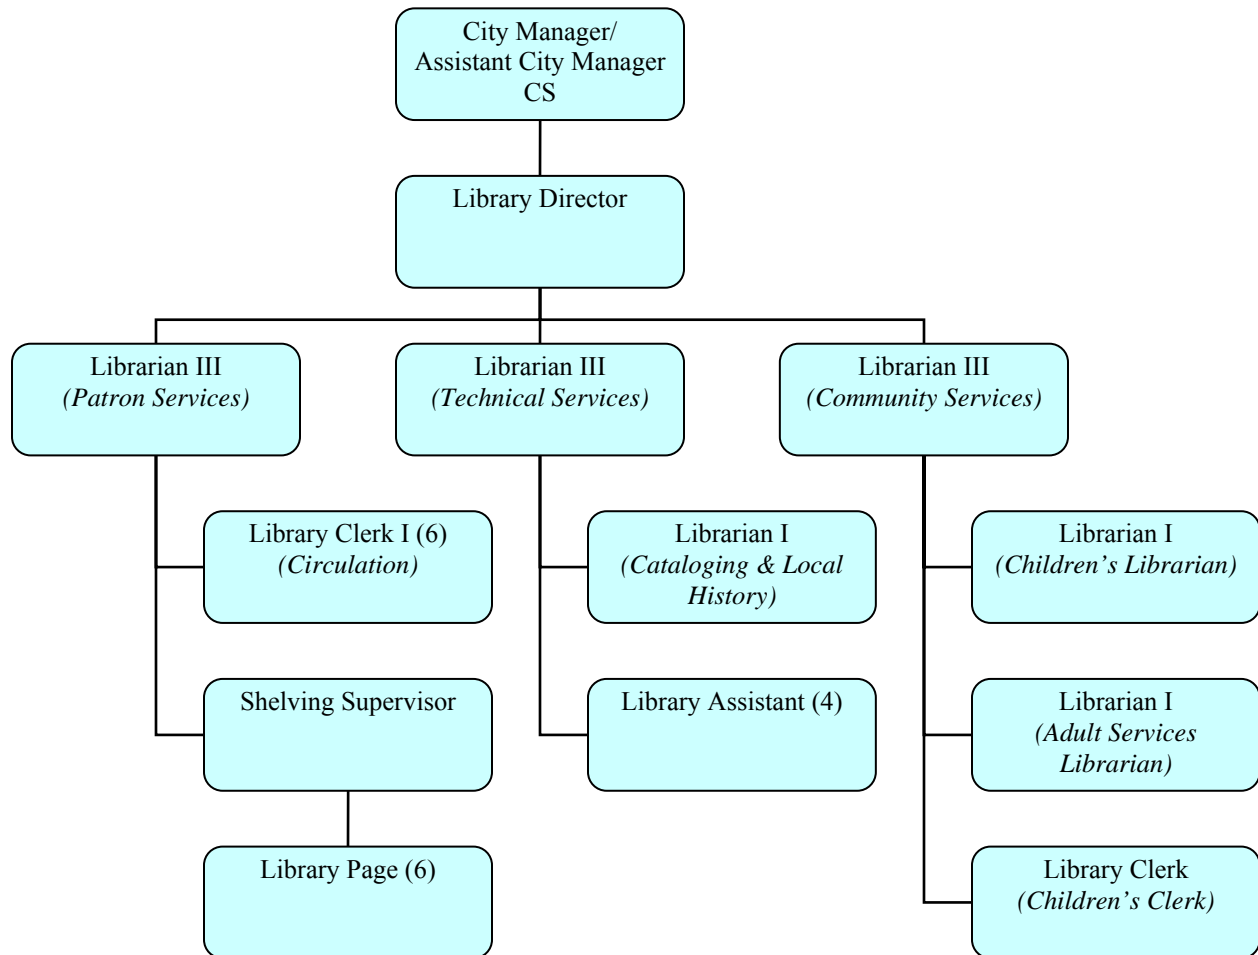 City Manager/
Assistant City Manager
CS
Library Director
Librarian III
(Patron Services)
Librarian III
(Technical Services)
Librarian III
(Community Services)
Library Clerk I (6)
(Circulation)
Librarian I
(Cataloging & Local
History)
Librarian I
(Children’s Librarian)
Shelving Supervisor
Library Assistant (4)
Librarian I
(Adult Services
Librarian)
Library Page (6)
Library Clerk
(Children’s Clerk)